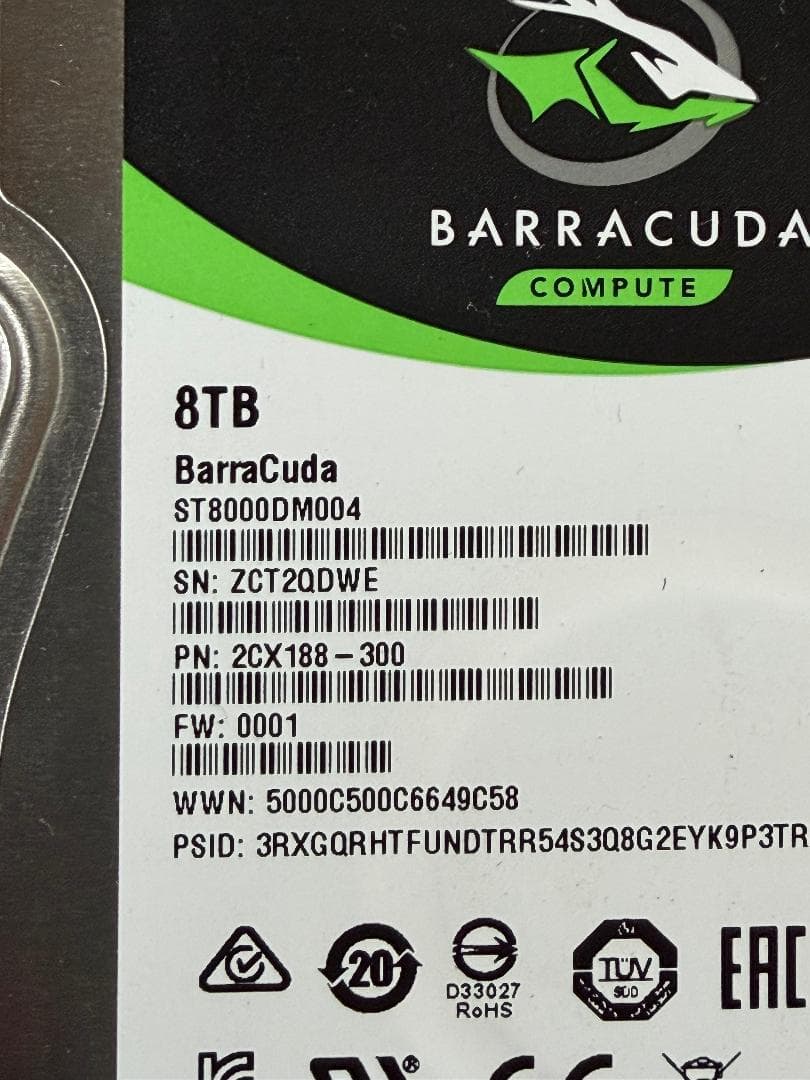 BARRACUDA
COMPUTE
8TB
BarraCuda
ST8000DM004
SN: ZCT2QDWE
PN: 2CX188-300
FW: 0001
WWN: 5000C500C6649C58
PSID: 3RXGQRHTFUNDTRR54S3Q8G2EYK9P3TR
20
TÜV
SÜD
EAC
D33027
RoHS